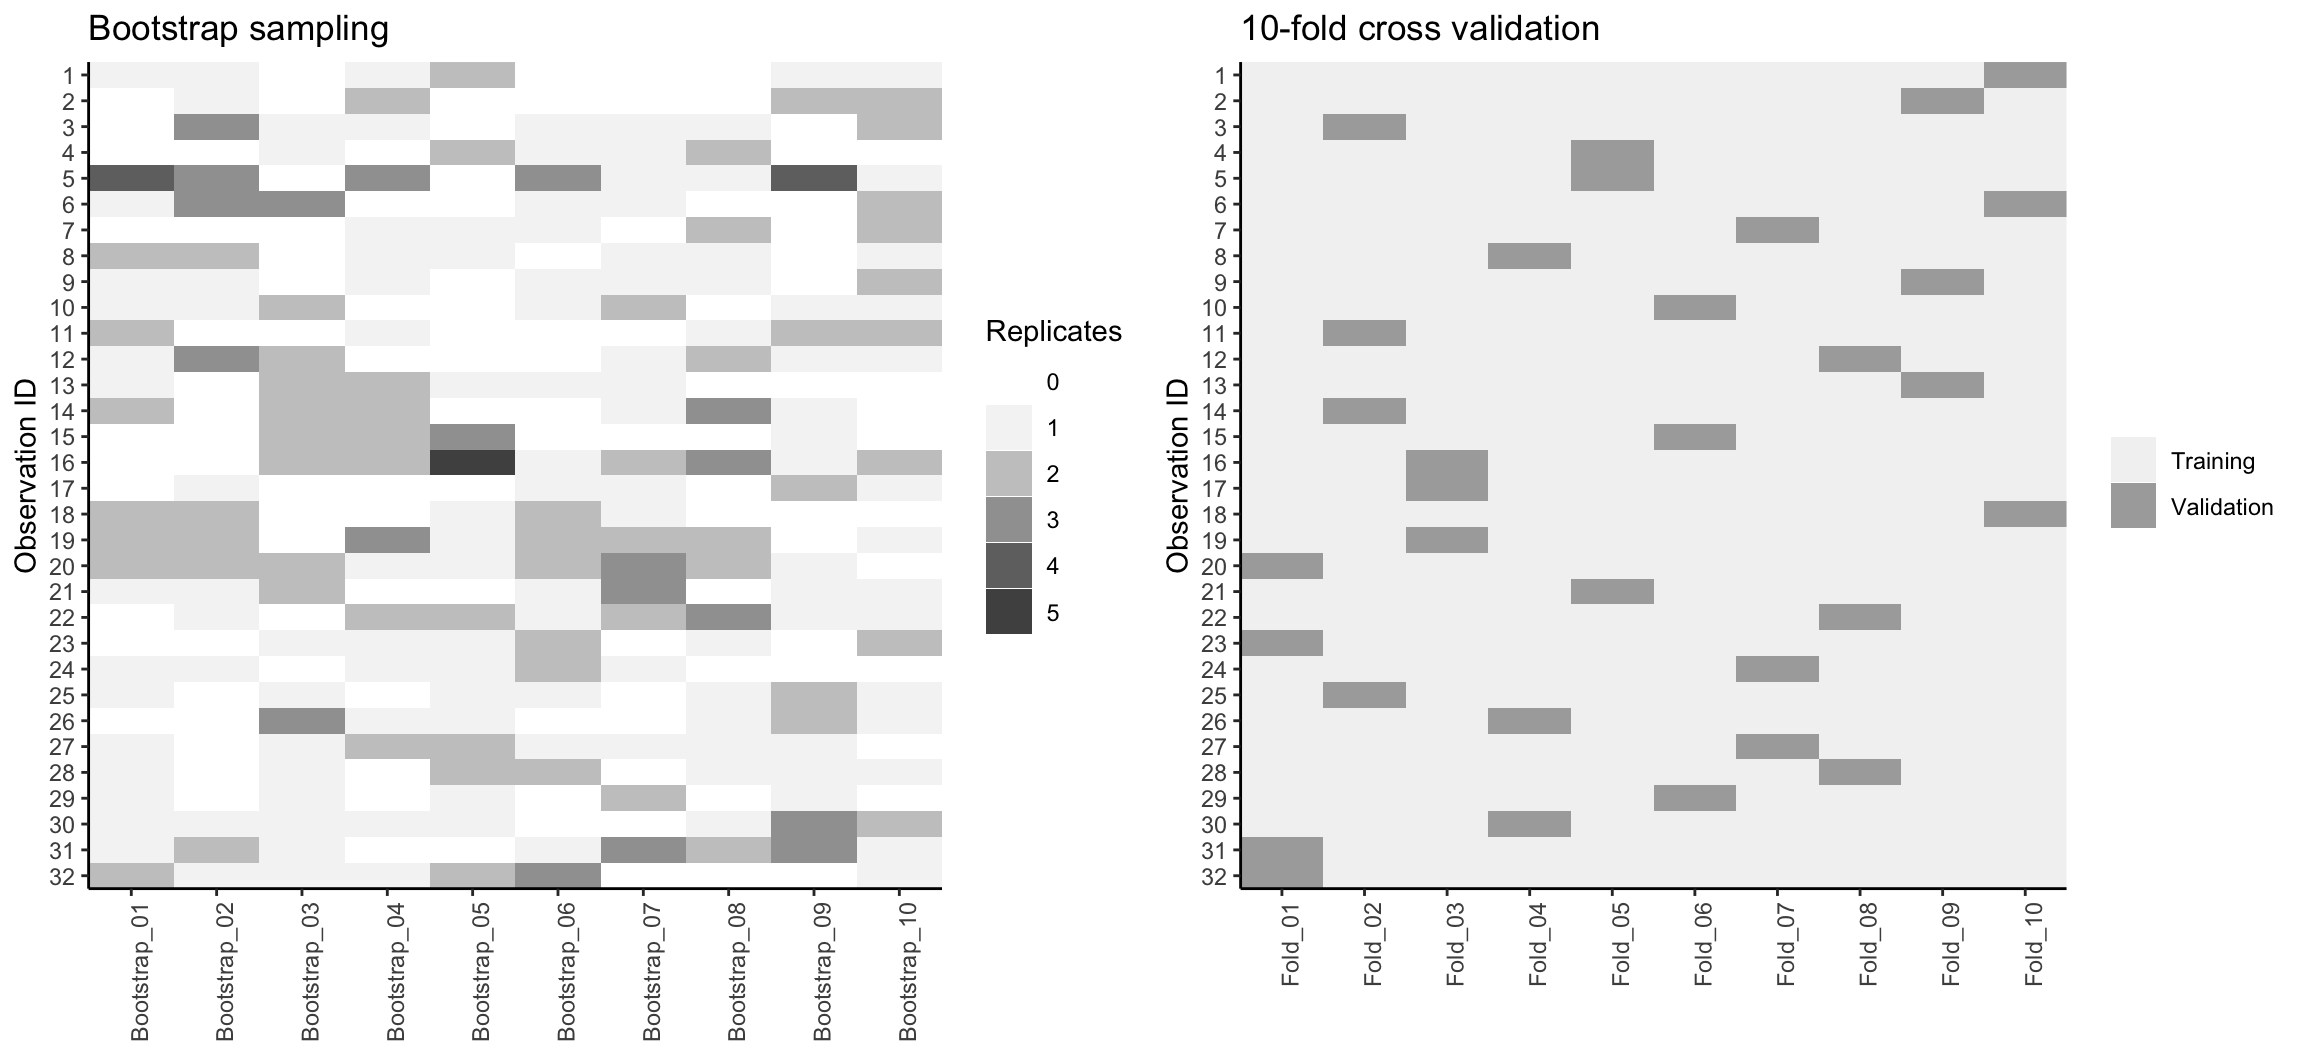 Bootstrap sampling
Observation ID
1
2
3
4
5
6
7
8
9
10
11
12
13
14
15
16
17
18
19
20
21
22
23
24
25
26
27
28
29
30
31
32
Bootstrap_01
Bootstrap_02
Bootstrap_03
Bootstrap_04
Bootstrap_05
Bootstrap_06
Bootstrap_07
Bootstrap_08
Bootstrap_09
Bootstrap_10
Replicates
0
1
2
3
4
5
10-fold cross validation
Observation ID
1
2
3
4
5
6
7
8
9
10
11
12
13
14
15
16
17
18
19
20
21
22
23
24
25
26
27
28
29
30
31
32
Fold_01
Fold_02
Fold_03
Fold_04
Fold_05
Fold_06
Fold_07
Fold_08
Fold_09
Fold_10
Training
Validation